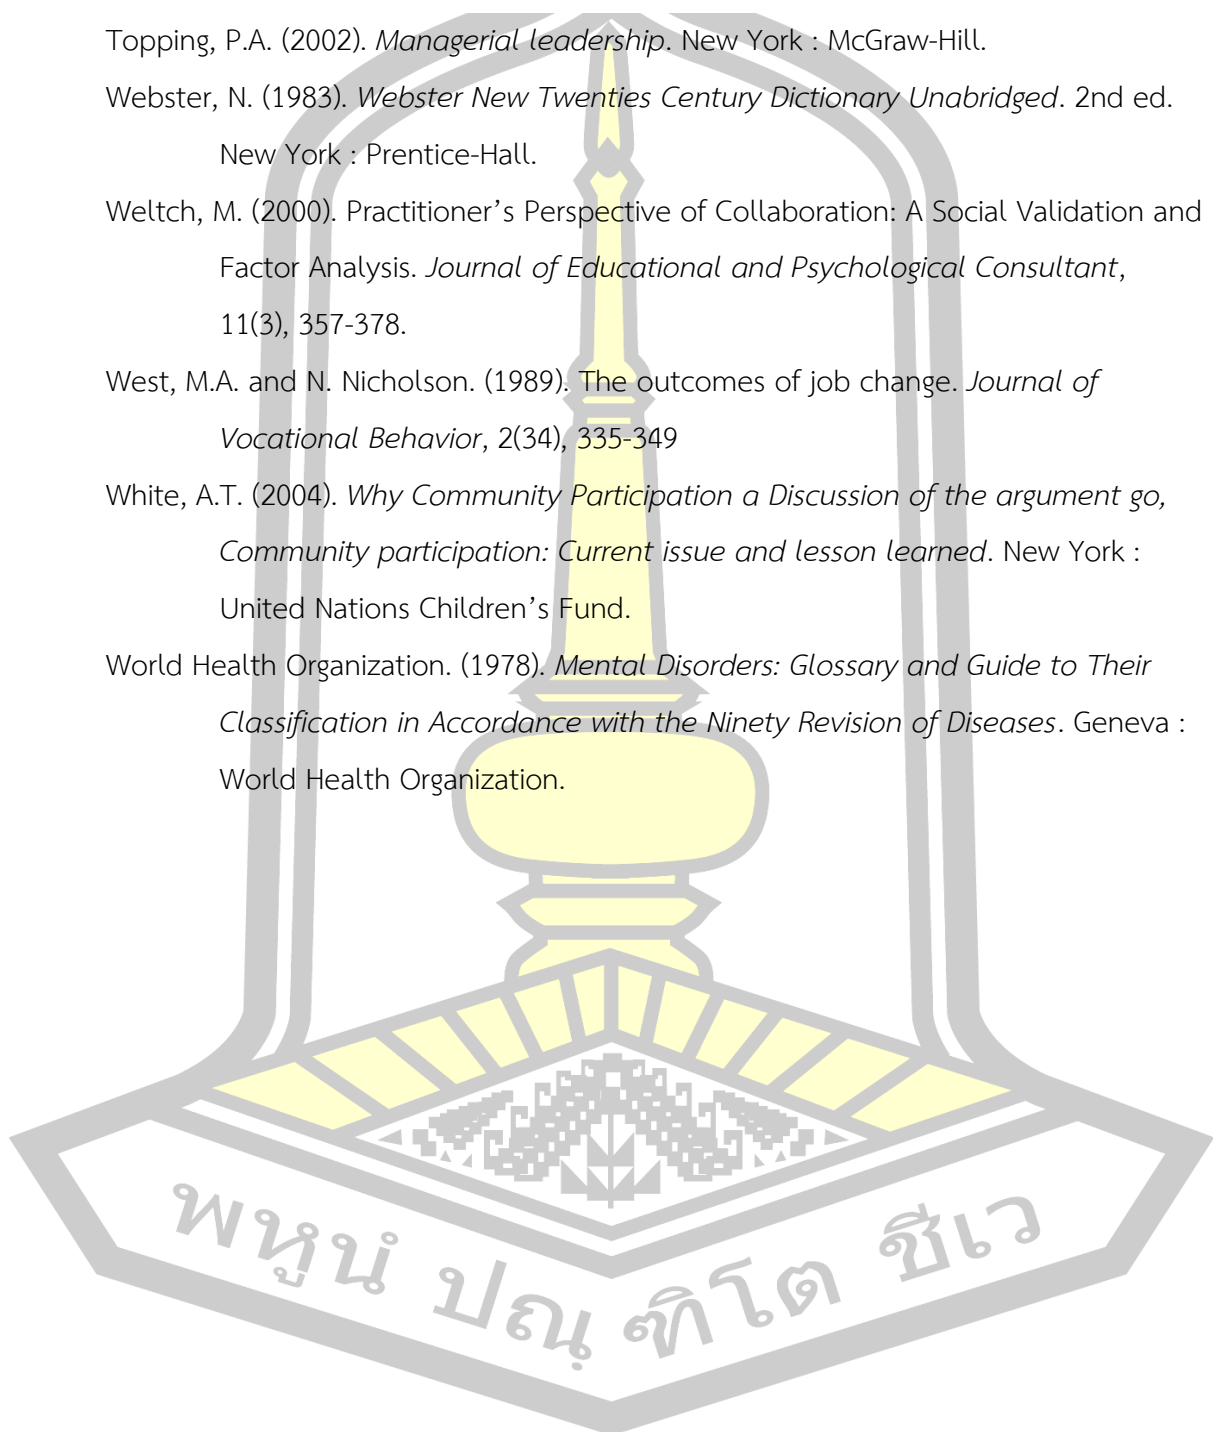 Topping, P.A. (2002). Managerial leadership. New York : McGraw-Hill.
Webster, N. (1983). Webster New Twenties Century Dictionary Unabridged. 2nd ed.
New York : Prentice-Hall.
Weltch, M. (2000). Practitioner’s Perspective of Collaboration: A Social Validation and
Factor Analysis. Journal of Educational and Psychological Consultant,
11(3), 357-378.
West, M.A. and N. Nicholson. (1989). The outcomes of job change. Journal of
Vocational Behavior, 2(34), 335-349
White, A.T. (2004). Why Community Participation a Discussion of the argument go,
Community participation: Current issue and lesson learned. New York :
United Nations Children’s Fund.
World Health Organization. (1978). Mental Disorders: Glossary and Guide to Their
Classification in Accordance with the Ninety Revision of Diseases. Geneva :
World Health Organization.
พหูนํ ปณฺฑิโต ชีเว